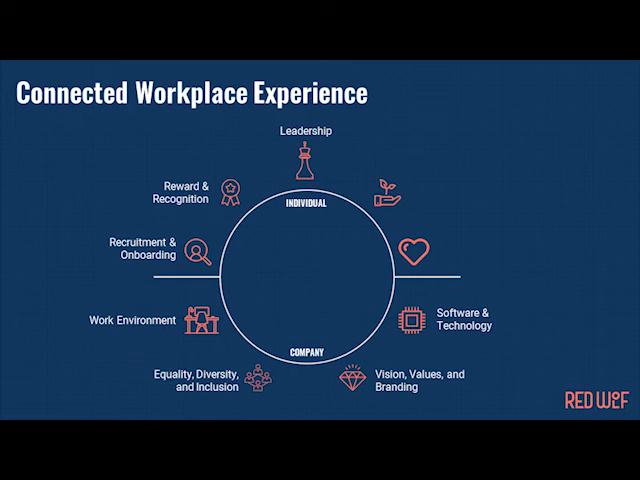 Connected Workplace Experience
Leadership
Reward &
Recognition
INDIVIDUAL
Recruitment &
Onboarding
Work Environment
Software &
Technology
COMPANY
Equality, Diversity,
and Inclusion
Vision, Values, and
Branding
RED WOLF